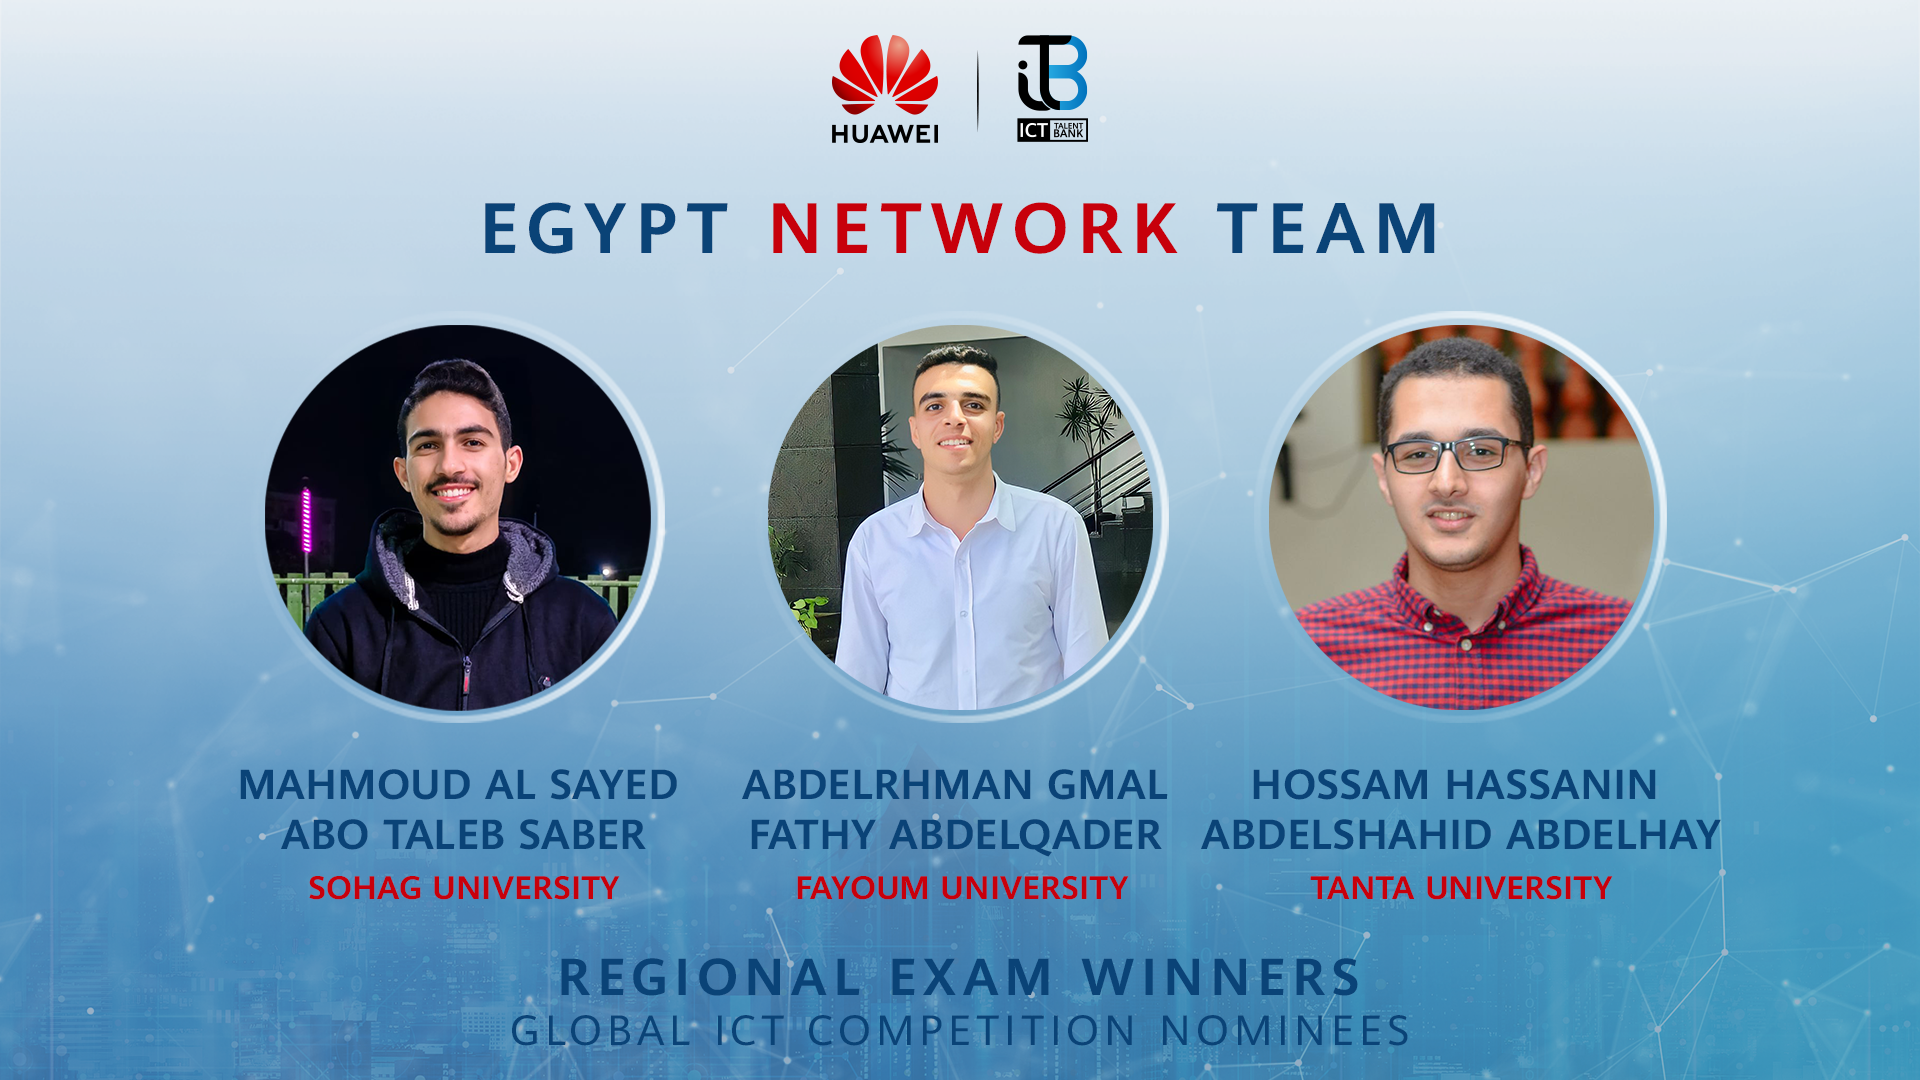 HUAWEI
ITB
ICT TALENT BANK
EGYPT NETWORK TEAM
MAHMOUD AL SAYED
ABO TALEB SABER
SOHAG UNIVERSITY
ABDELRHMAN GMAL
FATHY ABDELQADER
FAYOUM UNIVERSITY
HOSSAM HASSANIN
ABDELSHAHID ABDELHAY
TANTA UNIVERSITY
REGIONAL EXAM WINNERS
GLOBAL ICT COMPETITION NOMINEES